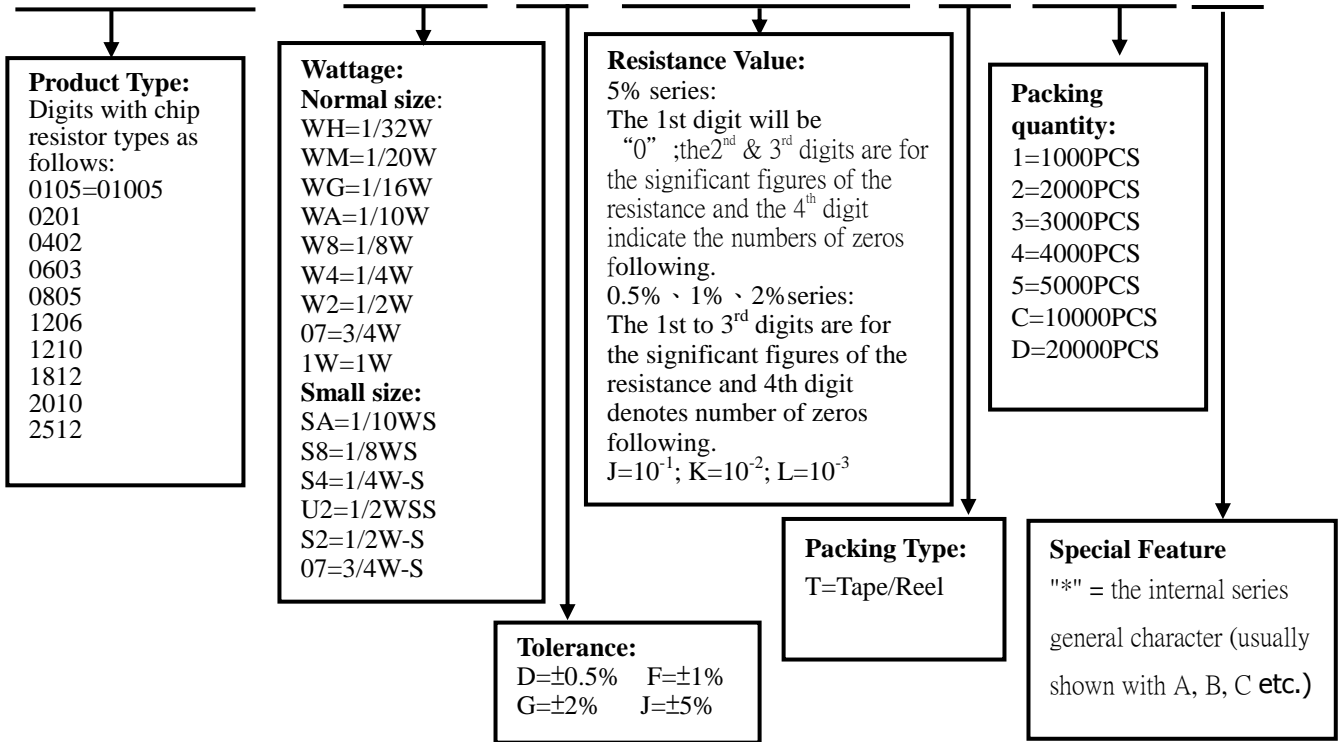 Product Type:
Digits with chip
resistor types as
follows:
0105=01005
0201
0402
0603
0805
1206
1210
1812
2010
2512
Wattage:
Normal size:
WH=1/32W
WM=1/20W
WG=1/16W
WA=1/10W
W8=1/8W
W4=1/4W
W2=1/2W
07=3/4W
1W=1W
Small size:
SA=1/10WS
S8=1/8WS
S4=1/4W-S
U2=1/2WSS
S2=1/2W-S
07=3/4W-S
Tolerance:
D=±0.5% F=±1%
G=±2% J=±5%
Resistance Value:
5% series:
The 1st digit will be
“0” ;the2nd & 3rd digits are for
the significant figures of the
resistance and the 4th digit
indicate the numbers of zeros
following.
0.5%、1%、2%series:
The 1st to 3rd digits are for
the significant figures of the
resistance and 4th digit
denotes number of zeros
following.
J=10-1; K=10-2; L=10-3
Packing Type:
T=Tape/Reel
Packing
quantity:
1=1000PCS
2=2000PCS
3=3000PCS
4=4000PCS
5=5000PCS
C=10000PCS
D=20000PCS
Special Feature
"*" = the internal series
general character (usually
shown with A, B, C etc.)